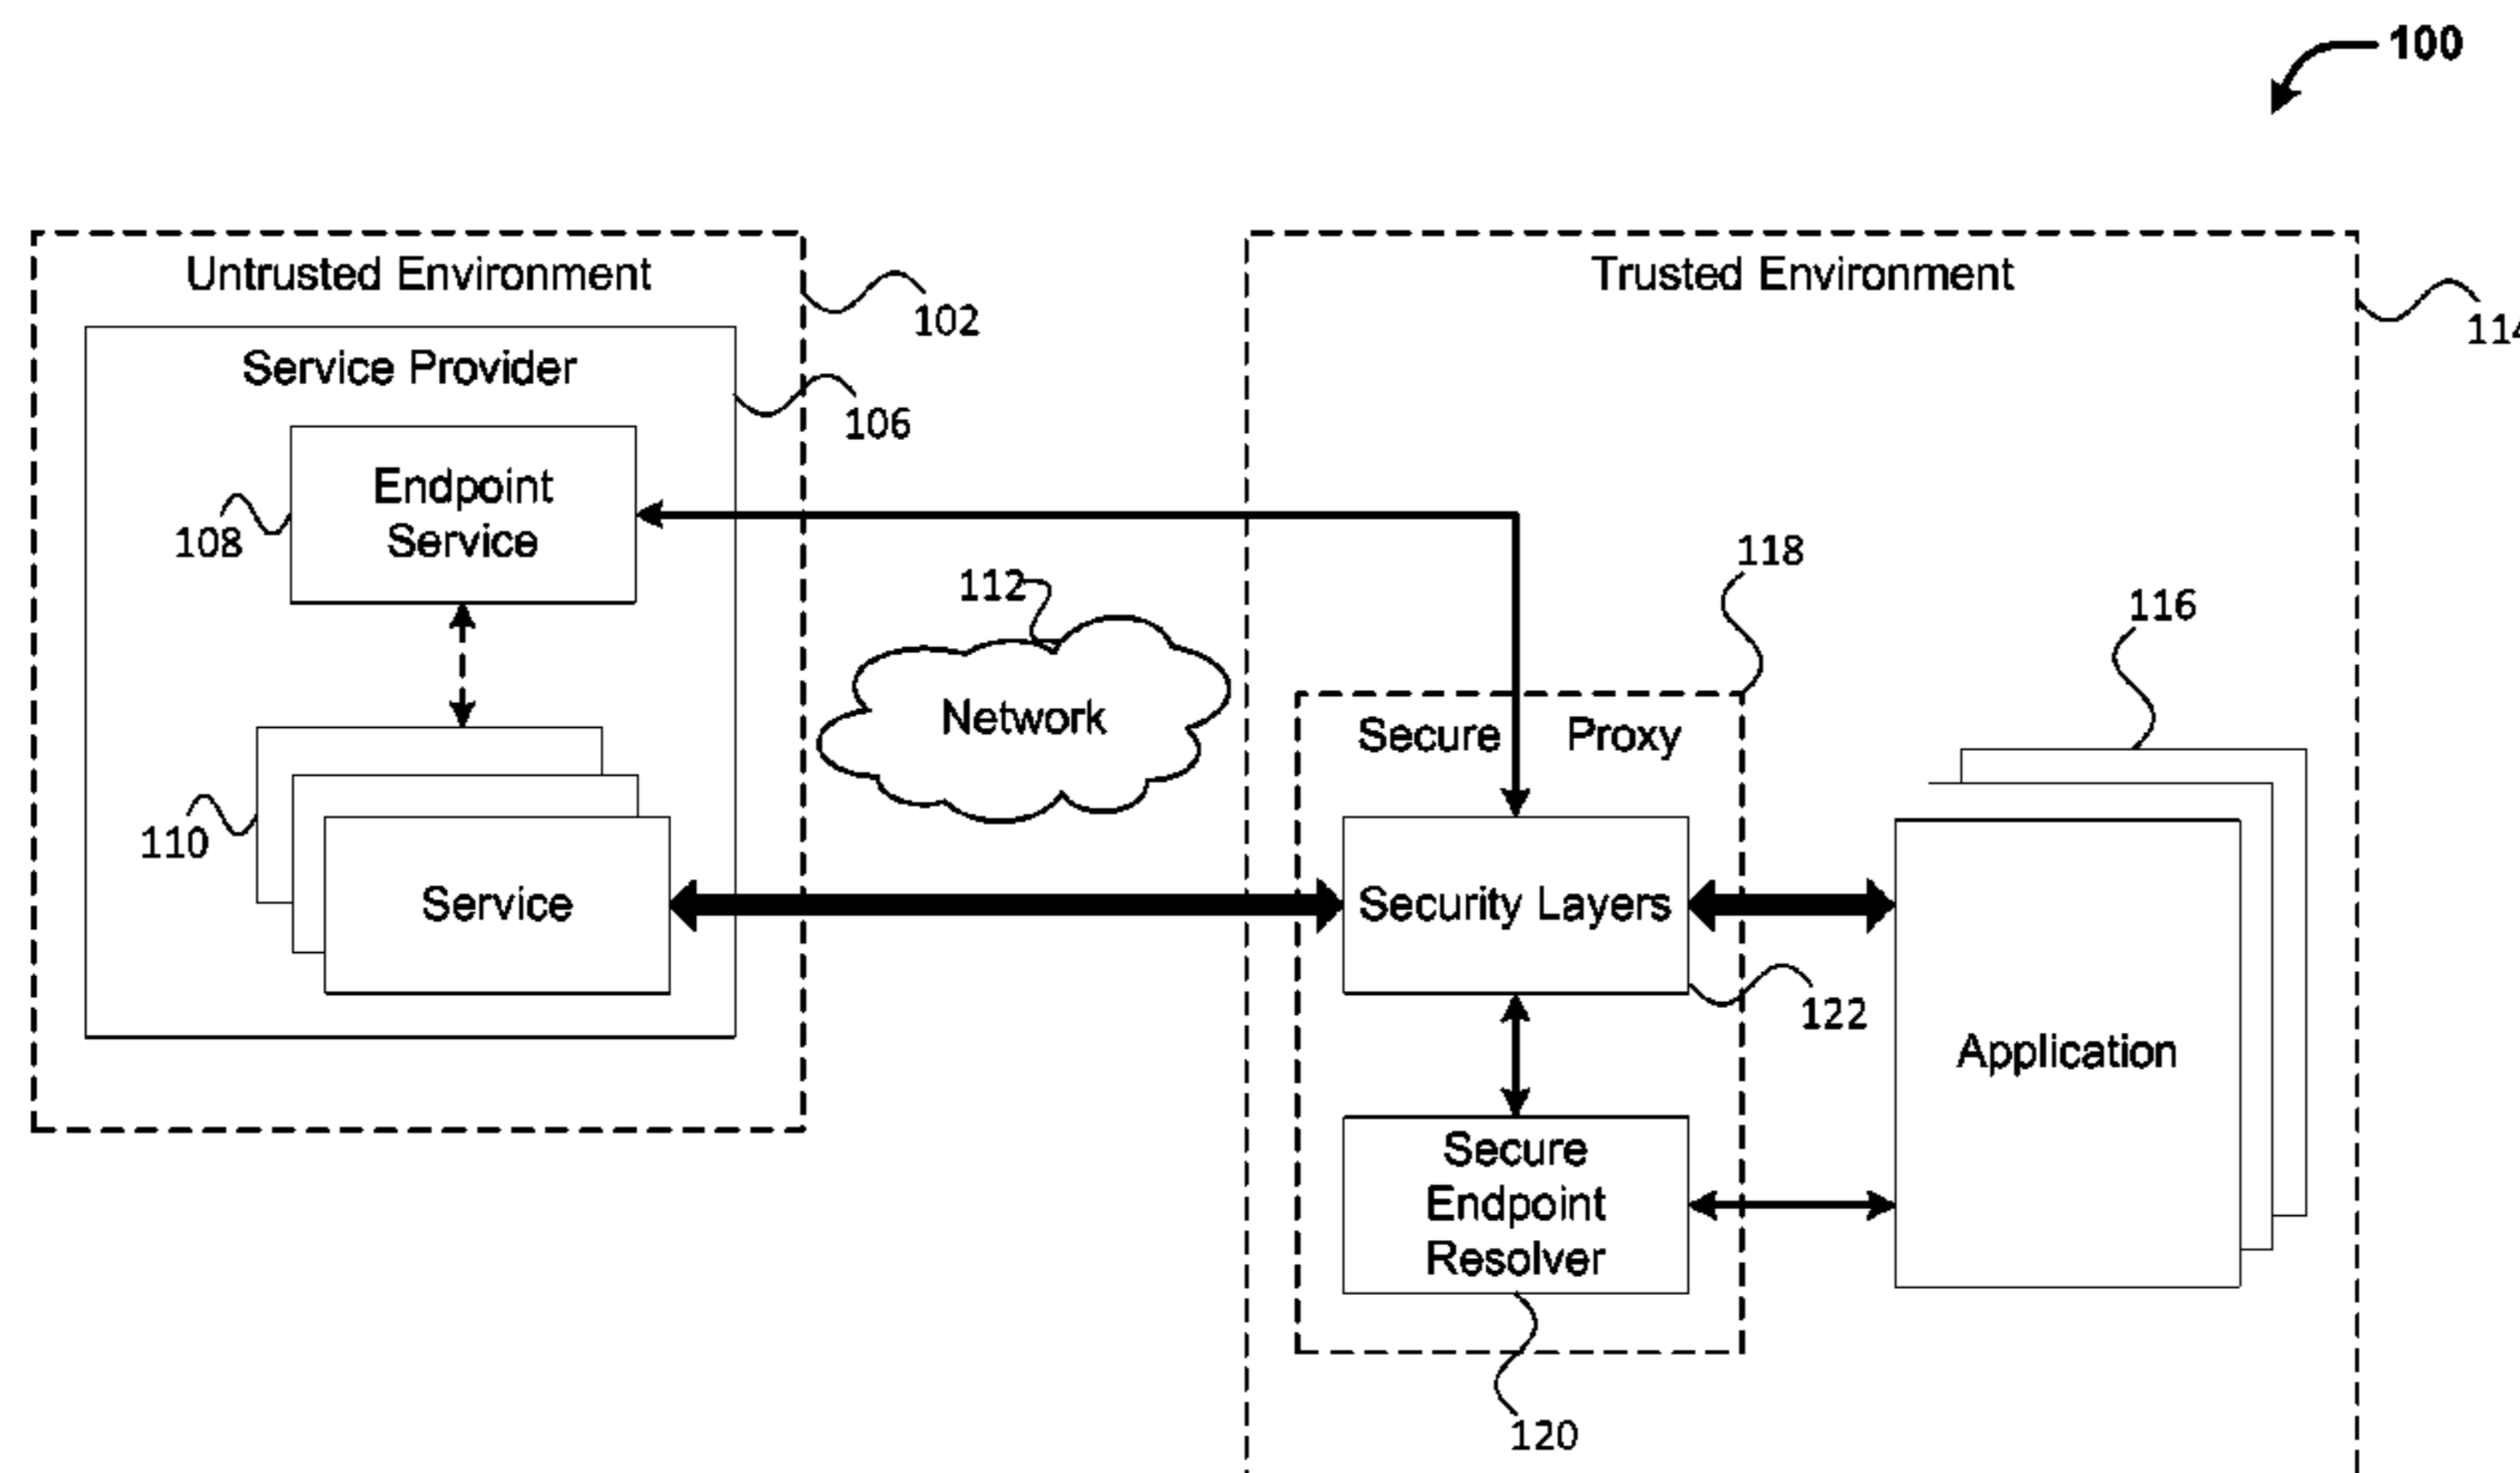 100
Untrusted Environment
Trusted Environment
102
114
Service Provider
106
Endpoint
Service
108
112
118
116
Network
Secure Proxy
110
Service
Security Layers
122
Application
Secure
Endpoint
Resolver
120